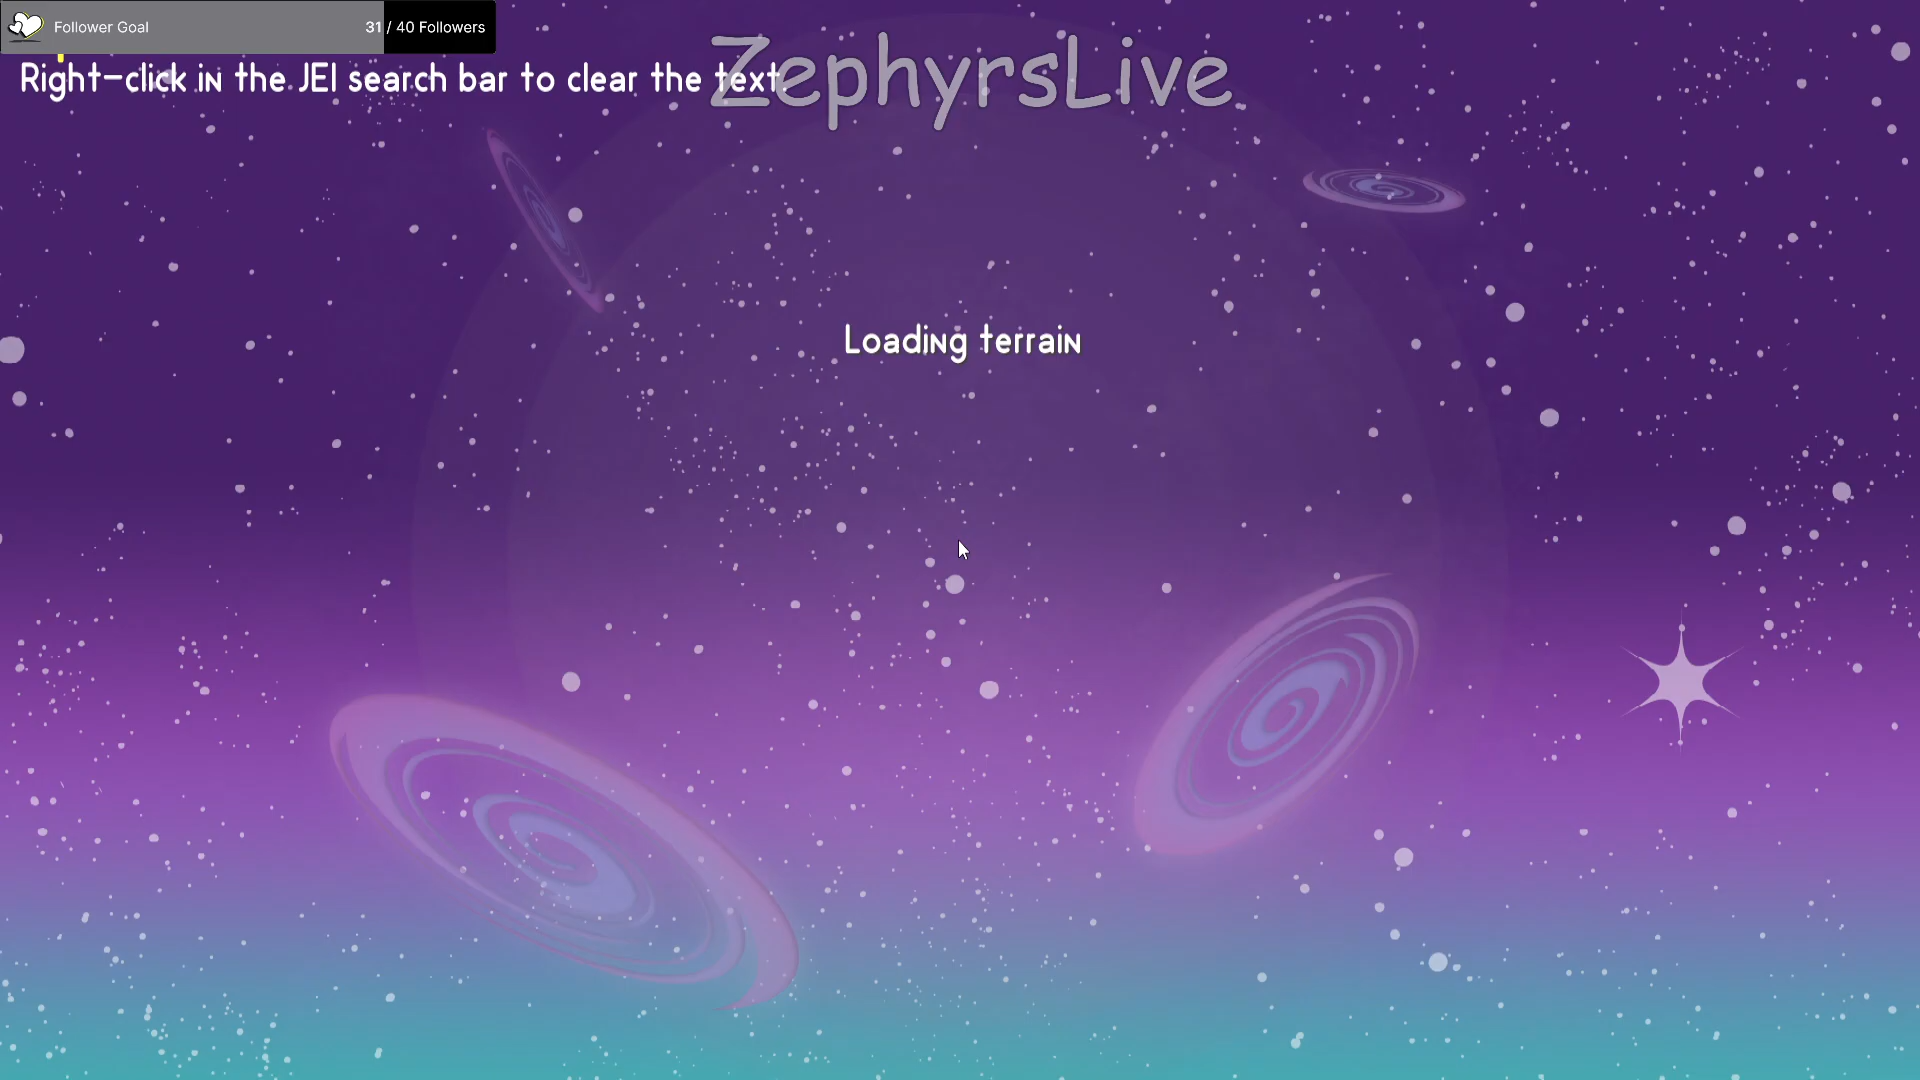 Follower Goal 31 / 40 Followers
Right-click in the JEI search bar to clear the text.
ZephyrsLive
Loading terrain